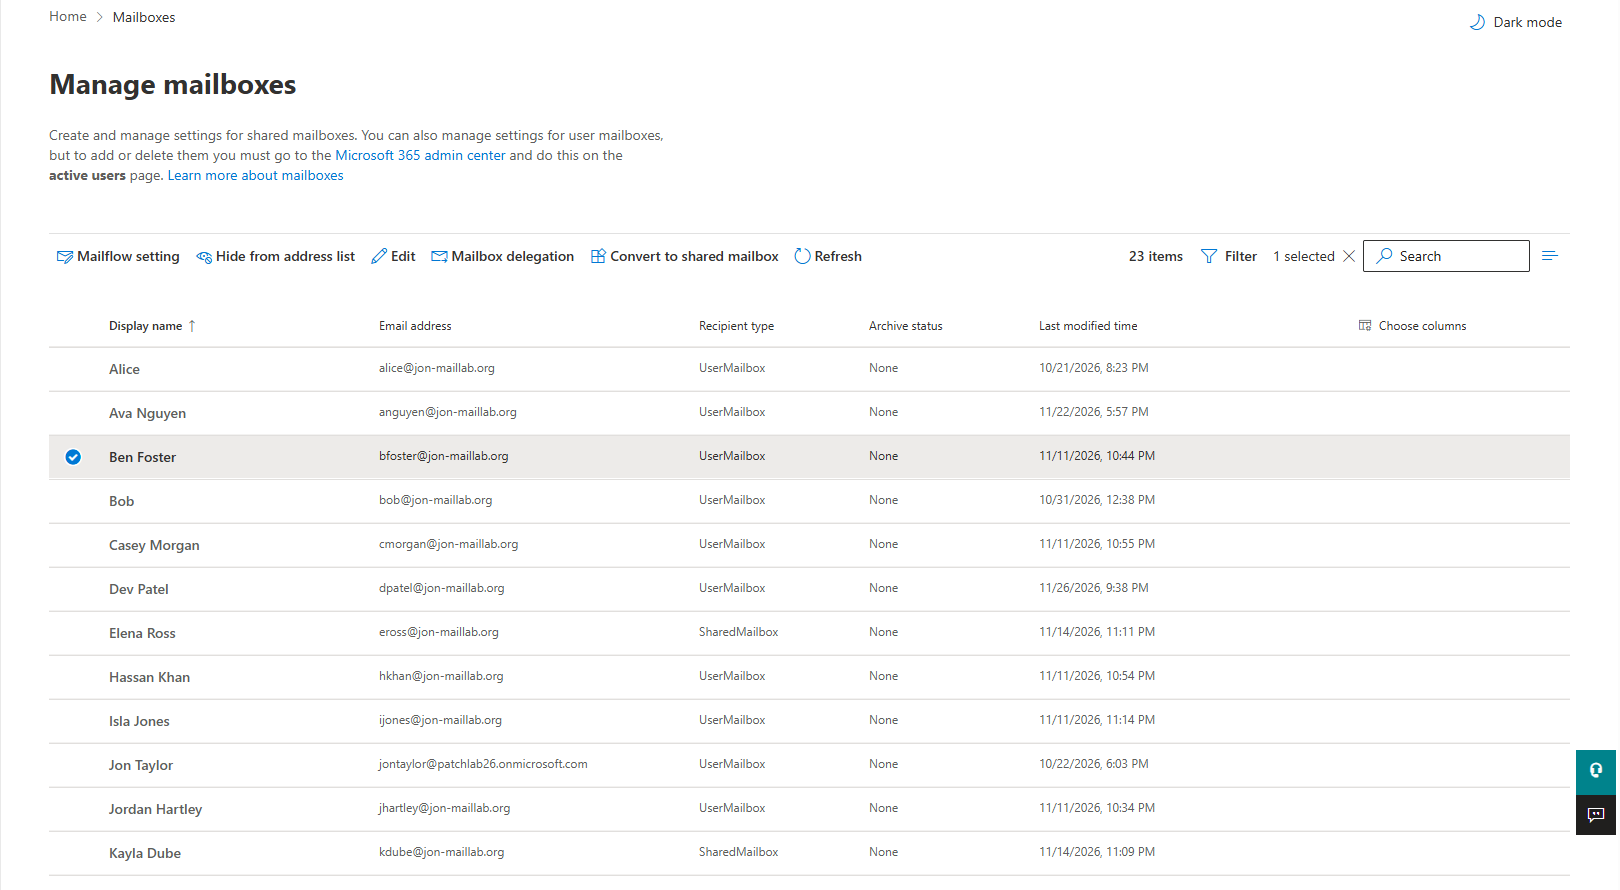 Home > Mailboxes
Dark mode
Manage mailboxes
Create and manage settings for shared mailboxes. You can also manage settings for user mailboxes,
but to add or delete them you must go to the Microsoft 365 admin center and do this on the
active users page. Learn more about mailboxes
Mailflow setting Hide from address list Edit Mailbox delegation Convert to shared mailbox Refresh 23 items Filter 1 selected Search
Display name ↑ Email address Recipient type Archive status Last modified time Choose columns
Alice alice@jon-maillab.org UserMailbox None 10/21/2026, 8:23 PM
Ava Nguyen anguyen@jon-maillab.org UserMailbox None 11/22/2026, 5:57 PM
Ben Foster bfoster@jon-maillab.org UserMailbox None 11/11/2026, 10:44 PM
Bob bob@jon-maillab.org UserMailbox None 10/31/2026, 12:38 PM
Casey Morgan cmorgan@jon-maillab.org UserMailbox None 11/11/2026, 10:55 PM
Dev Patel dpatel@jon-maillab.org UserMailbox None 11/26/2026, 9:38 PM
Elena Ross eross@jon-maillab.org SharedMailbox None 11/14/2026, 11:11 PM
Hassan Khan hkhan@jon-maillab.org UserMailbox None 11/11/2026, 10:54 PM
Isla Jones ijones@jon-maillab.org UserMailbox None 11/11/2026, 11:14 PM
Jon Taylor jontaylor@patchlab26.onmicrosoft.com UserMailbox None 10/22/2026, 6:03 PM
Jordan Hartley jhartley@jon-maillab.org UserMailbox None 11/11/2026, 10:34 PM
Kayla Dube kdube@jon-maillab.org SharedMailbox None 11/14/2026, 11:09 PM